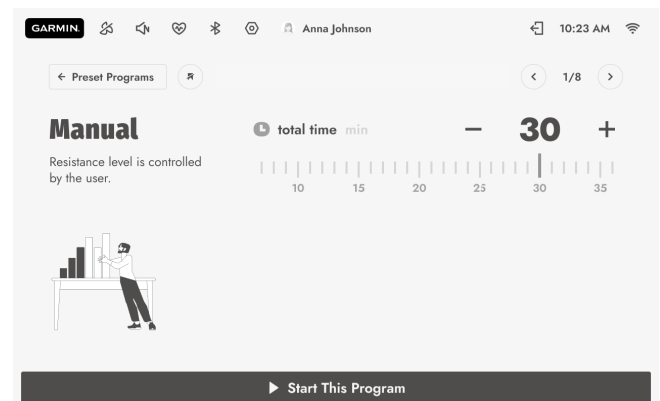 GARMIN.
Anna Johnson
10:23 AM
← Preset Programs
1/8
Manual
total time min
30
Resistance level is controlled
by the user.
10 15 20 25 30 35
Start This Program